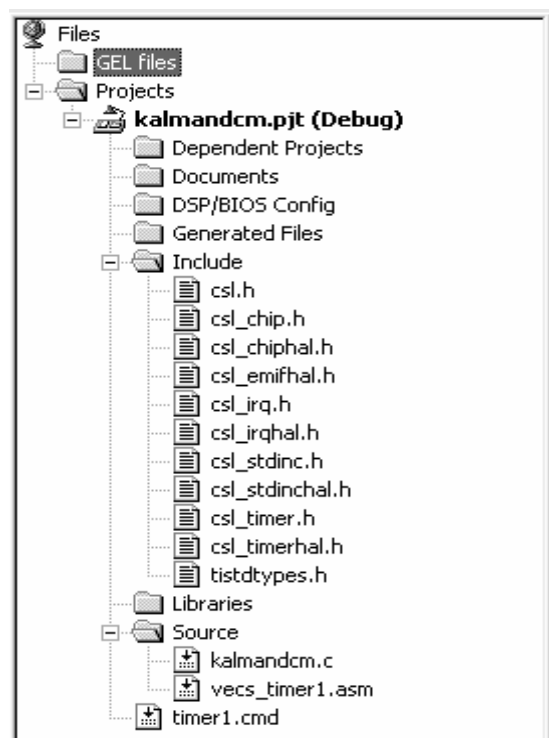 Files
GEL files
Projects
kalmandcm.pjt (Debug)
Dependent Projects
Documents
DSP/BIOS Config
Generated Files
Include
csl.h
csl_chip.h
csl_chiphal.h
csl_emifhal.h
csl_irq.h
csl_irqhal.h
csl_stdinc.h
csl_stdinchal.h
csl_timer.h
csl_timerhal.h
tistdtypes.h
Libraries
Source
kalmandcm.c
vecs_timer1.asm
timer1.cmd